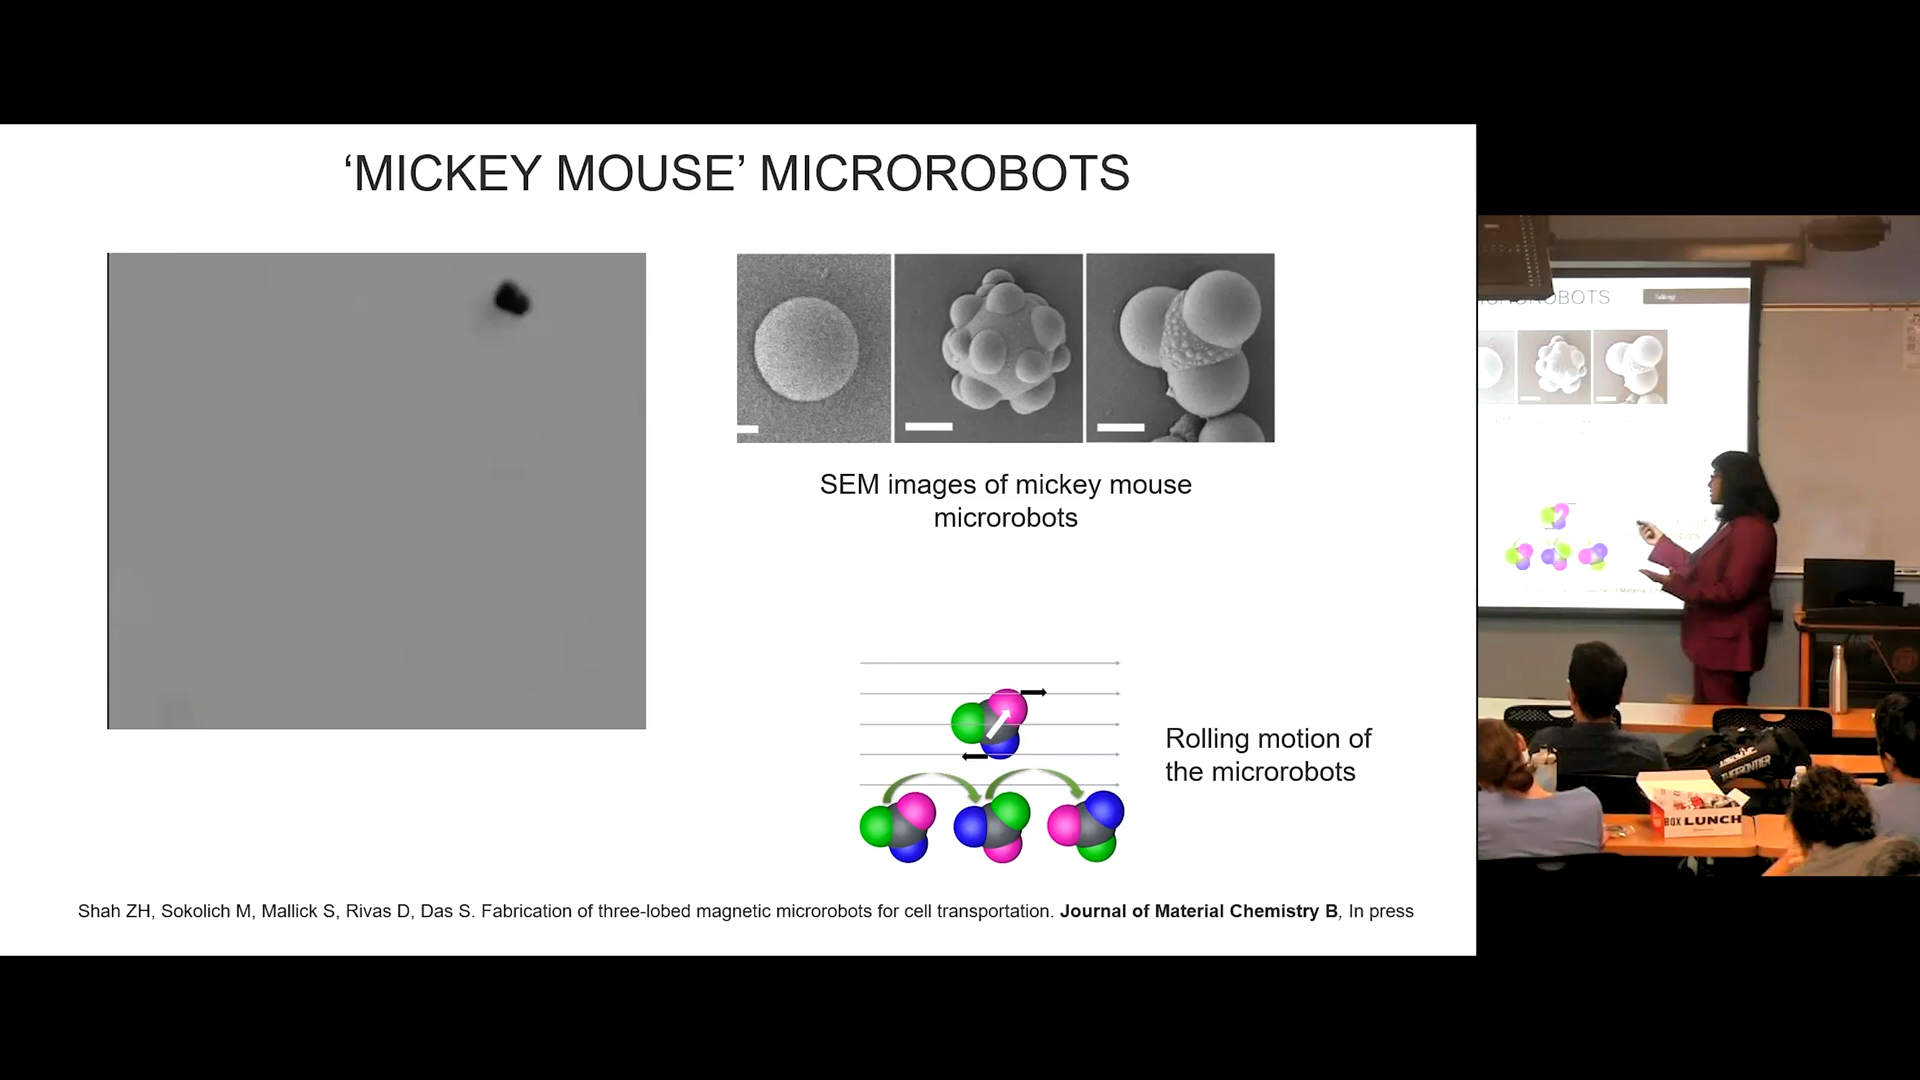 ‘MICKEY MOUSE’ MICROROBOTS
SEM images of mickey mouse
microrobots
Rolling motion of
the microrobots
Shah ZH, Sokolich M, Mallick S, Rivas D, Das S. Fabrication of three-lobed magnetic microrobots for cell transportation. Journal of Material Chemistry B, In press
BOX LUNCH